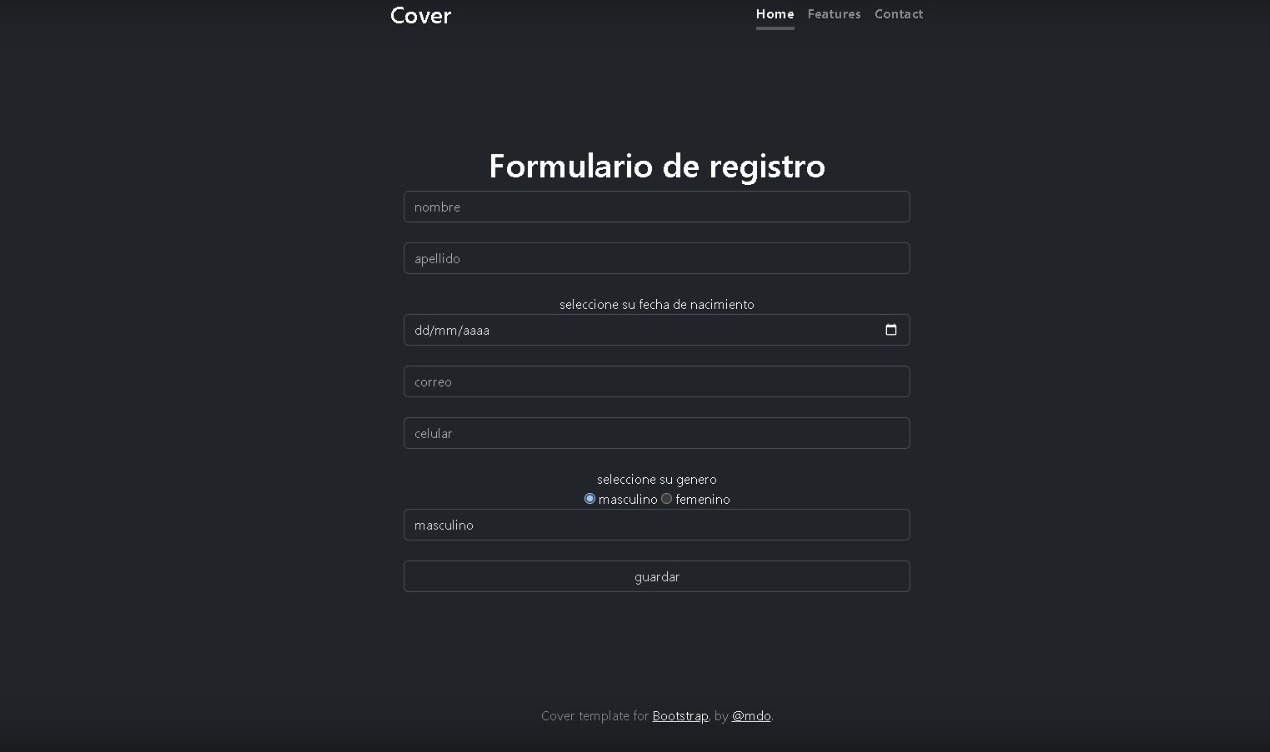 Cover Home Features Contact
Formulario de registro
nombre
apellido
seleccione su fecha de nacimiento
dd/mm/aaaa
correo
celular
seleccione su genero
masculino femenino
masculino
guardar
Cover template for Bootstrap, by @mdo.